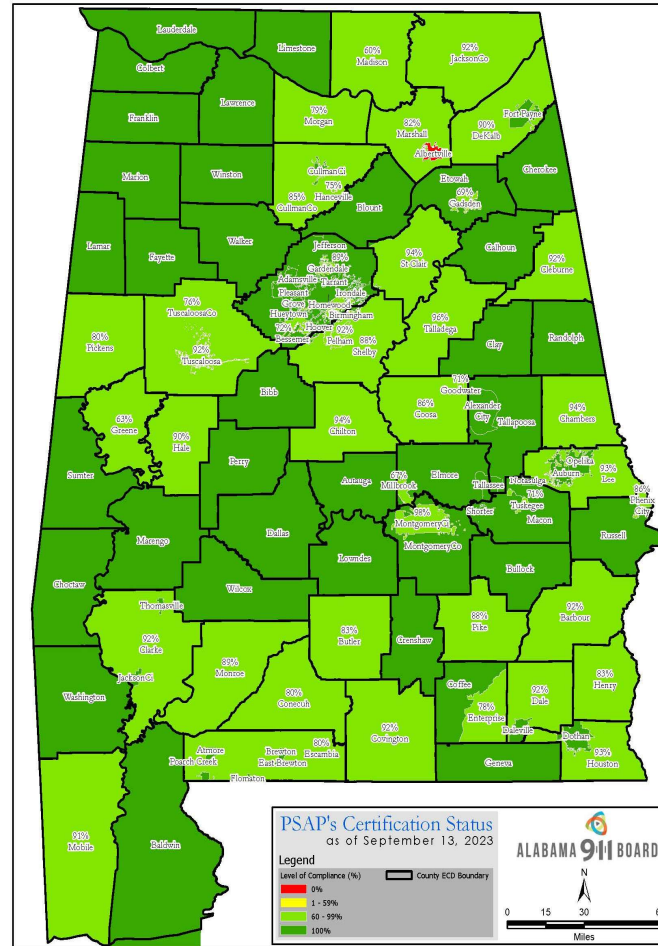 Lauderdale
Limestone
60%
Madison
92%
JacksonCo
Colbert
Lawrence
Franklin
79%
Morgan
82%
Marshall
90%
DeKalb
Fort Payne
Albertville
Marion
Winston
CullmanCi
75%
Hanceville
85%
CullmanCo
Blount
Etowah
69%
Gadsden
Cherokee
Lamar
Fayette
Walker
Jefferson
89%
Gardendale
Adamsville
Tarrant
Pleasant
Grove
Irondale
Homewood
Hueytown
Birmingham
72%
Bessemer
Hoover
92%
Pelham
88%
Shelby
94%
St Clair
Calhoun
92%
Cleburne
80%
Pickens
76%
TuscaloosaCo
92%
Tuscaloosa
96%
Talladega
Clay
Randolph
Bibb
63%
Greene
90%
Hale
94%
Chilton
86%
Coosa
71%
Goodwater
Alexander
City
Tallapoosa
94%
Chambers
Sumter
Perry
Autauga
67%
Millbrook
Elmore
Tallassee
Notasulga
Opelika
Auburn
93%
Lee
86%
Phenix
City
71%
Tuskegee
Macon
Shorter
98%
MontgomeryCi
MontgomeryCo
Russell
Marengo
Dallas
Lowndes
Bullock
Choctaw
Wilcox
Thomasville
92%
Clarke
JacksonCi
83%
Butler
Crenshaw
88%
Pike
92%
Barbour
Washington
Monroe
80%
Conecuh
92%
Covington
Coffee
78%
Enterprise
92%
Dale
Daleville
83%
Henry
Dothan
93%
Houston
Geneva
Atmore
Poarch Creek
Brewton
East Brewton
80%
Escambia
Flomaton
91%
Mobile
Baldwin
PSAP's Certification Status
as of September 13, 2023
Legend
Level of Compliance (%)
County ECD Boundary
0%
1 - 59%
60 - 99%
100%
ALABAMA 911 BOARD
N
0 15 30 60
Miles